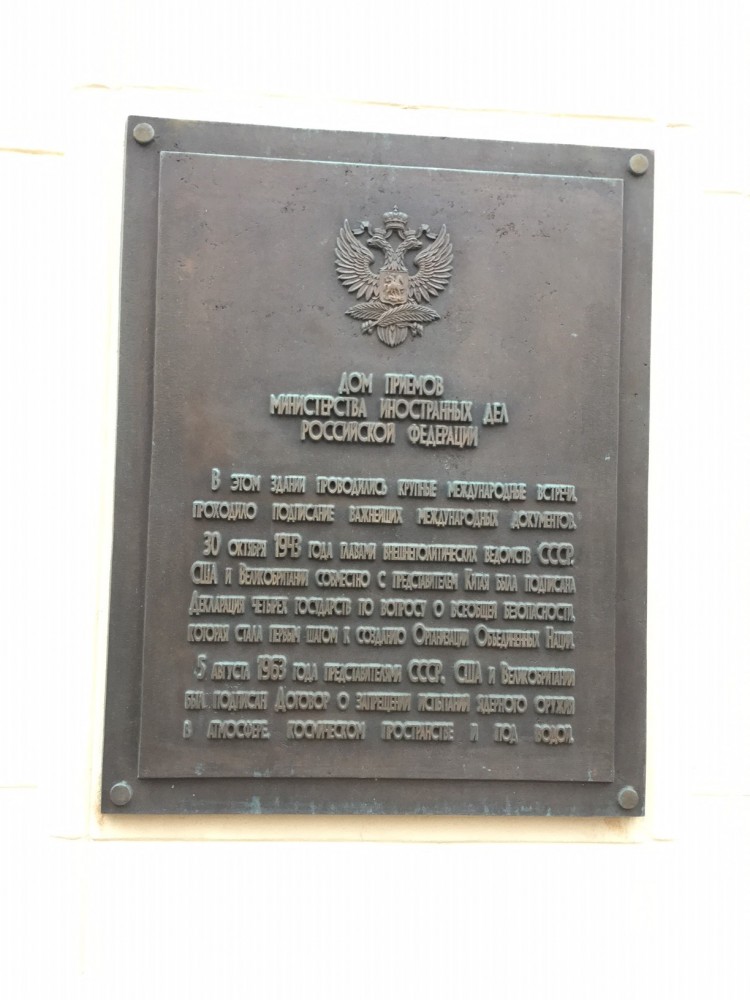 ДОМ ПРИЕМОВ
МИНИСТЕРСТВА ИНОСТРАННЫХ ДЕЛ
РОССИЙСКОЙ ФЕДЕРАЦИИ
В ЭТОМ ЗДАНИИ ПРОВОДИЛИСЬ КРУПНЫЕ МЕЖДУНАРОДНЫЕ ВСТРЕЧИ,
ПРОХОДИЛО ПОДПИСАНИЕ ВАЖНЕЙШИХ МЕЖДУНАРОДНЫХ ДОКУМЕНТОВ.
30 ОКТЯБРЯ 1943 ГОДА ГЛАВАМИ ВНЕШНЕПОЛИТИЧЕСКИХ ВЕДОМСТВ СССР,
США И ВЕЛИКОБРИТАНИИ СОВМЕСТНО С ПРЕДСТАВИТЕЛЕМ КИТАЯ БЫЛА ПОДПИСАНА
ДЕКЛАРАЦИЯ ЧЕТЫРЕХ ГОСУДАРСТВ ПО ВОПРОСУ О ВСЕОБЩЕЙ БЕЗОПАСНОСТИ,
КОТОРАЯ СТАЛА ПЕРВЫМ ШАГОМ К СОЗДАНИЮ ОРГАНИЗАЦИИ ОБЪЕДИНЕННЫХ НАЦИЙ.
5 АВГУСТА 1963 ГОДА ПРЕДСТАВИТЕЛЯМИ СССР, США И ВЕЛИКОБРИТАНИИ
БЫЛ ПОДПИСАН ДОГОВОР О ЗАПРЕЩЕНИИ ИСПЫТАНИЙ ЯДЕРНОГО ОРУЖИЯ
В АТМОСФЕРЕ, КОСМИЧЕСКОМ ПРОСТРАНСТВЕ И ПОД ВОДОЙ.